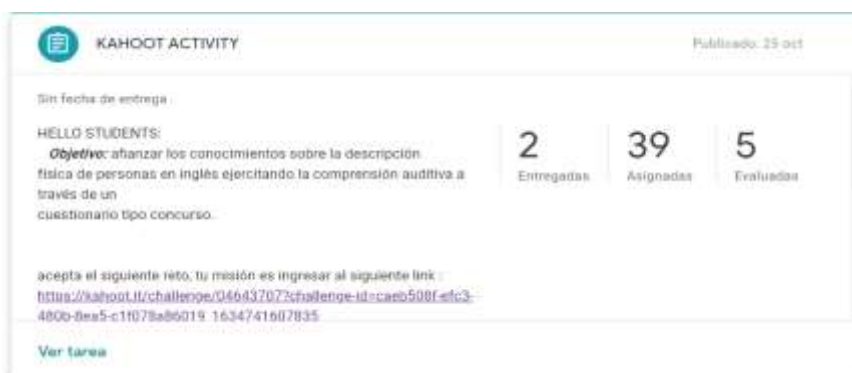 KAHOOT ACTIVITY
Publicado: 25 oct
Sin fecha de entrega
HELLO STUDENTS:
Objetivo: afianzar los conocimientos sobre la descripción
física de personas en inglés ejercitando la comprensión auditiva a
través de un
cuestionario tipo concurso.
2
Entregadas
39
Asignadas
5
Evaluadas
acepta el siguiente reto, tu misión es ingresar al siguiente link :
https://kahoot.it/challenge/04643707?challenge-id=caeb508f-efc3-
480b-8ea5-c1f078a86019_1634741607835
Ver tarea